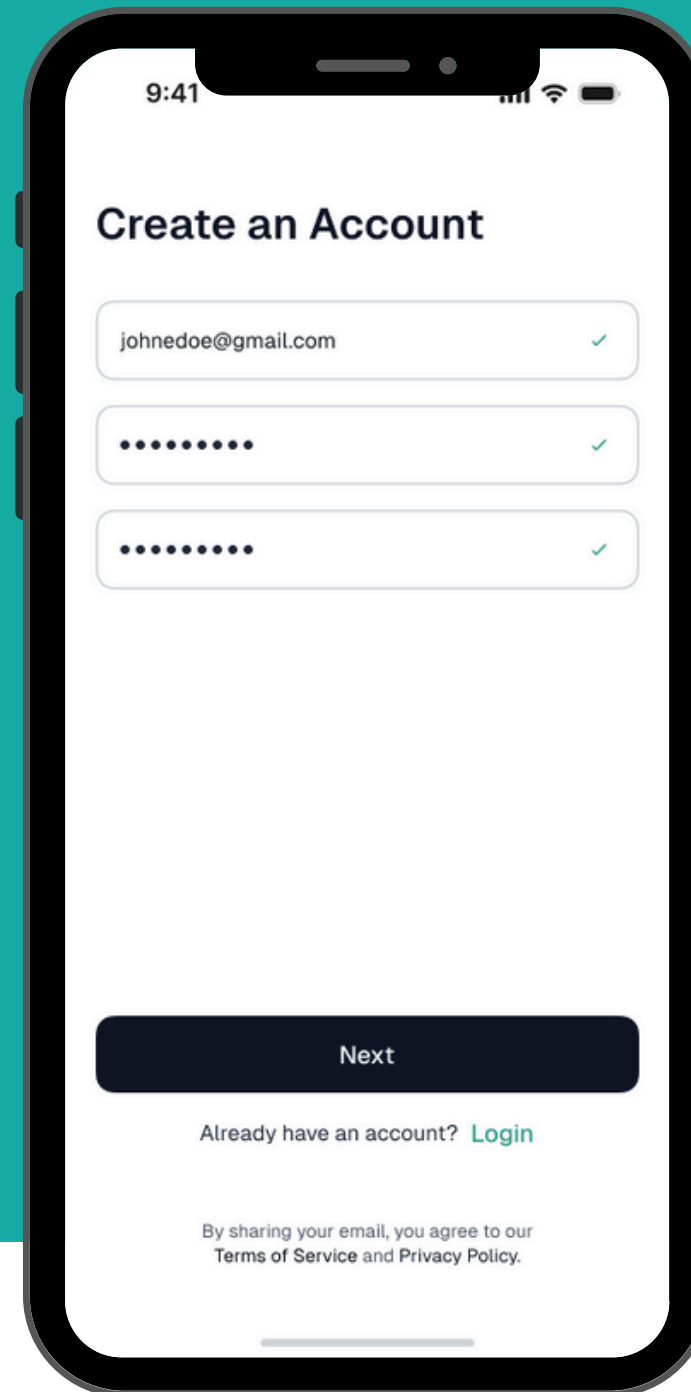 9:41
Create an Account
johnedoe@gmail.com
•••••••••
•••••••••
Next
Already have an account? Login
By sharing your email, you agree to our
Terms of Service and Privacy Policy.